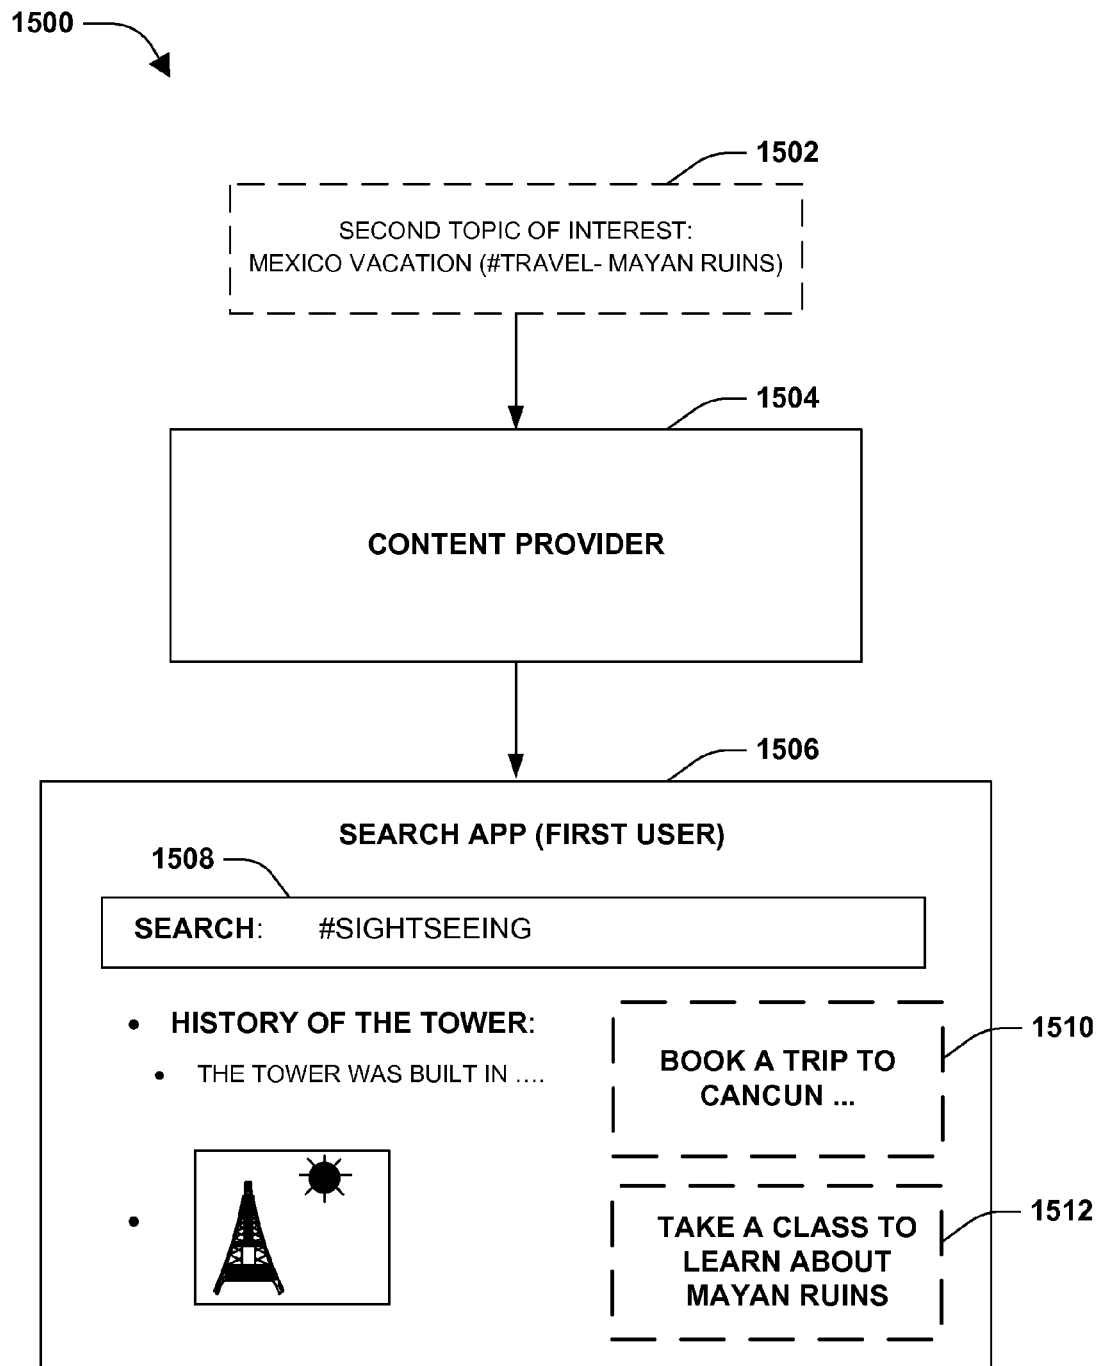 1500
1502
SECOND TOPIC OF INTEREST:
MEXICO VACATION (#TRAVEL- MAYAN RUINS)
1504
CONTENT PROVIDER
1506
SEARCH APP (FIRST USER)
1508
SEARCH: #SIGHTSEEING
• HISTORY OF THE TOWER:
• THE TOWER WAS BUILT IN ....
1510
BOOK A TRIP TO
CANCUN ...
•
1512
TAKE A CLASS TO
LEARN ABOUT
MAYAN RUINS